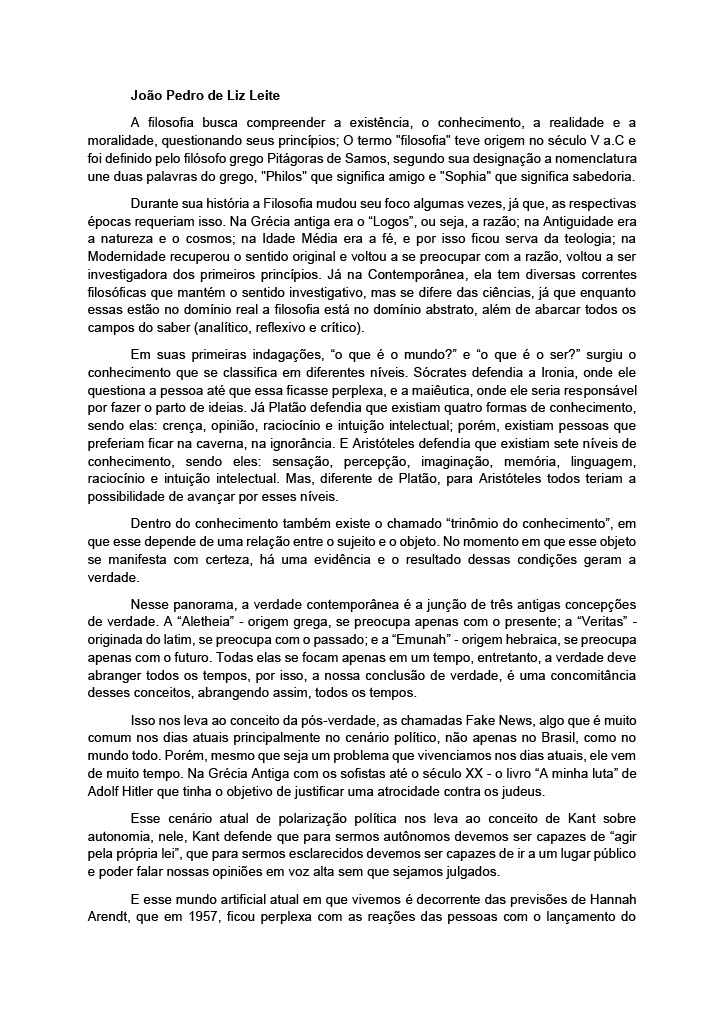 João Pedro de Liz Leite
A filosofia busca compreender a existência, o conhecimento, a realidade e a
moralidade, questionando seus princípios; O termo "filosofia" teve origem no século V a.C e
foi definido pelo filósofo grego Pitágoras de Samos, segundo sua designação a nomenclatura
une duas palavras do grego, "Philos" que significa amigo e "Sophia" que significa sabedoria.
Durante sua história a Filosofia mudou seu foco algumas vezes, já que, as respectivas
épocas requeriam isso. Na Grécia antiga era o “Logos”, ou seja, a razão; na Antiguidade era
a natureza e o cosmos; na Idade Média era a fé, e por isso ficou serva da teologia; na
Modernidade recuperou o sentido original e voltou a se preocupar com a razão, voltou a ser
investigadora dos primeiros princípios. Já na Contemporânea, ela tem diversas correntes
filosóficas que mantém o sentido investigativo, mas se difere das ciências, já que enquanto
essas estão no domínio real a filosofia está no domínio abstrato, além de abarcar todos os
campos do saber (analítico, reflexivo e crítico).
Em suas primeiras indagações, “o que é o mundo?” e “o que é o ser?” surgiu o
conhecimento que se classifica em diferentes níveis. Sócrates defendia a Ironia, onde ele
questiona a pessoa até que essa ficasse perplexa, e a maiêutica, onde ele seria responsável
por fazer o parto de ideias. Já Platão defendia que existiam quatro formas de conhecimento,
sendo elas: crença, opinião, raciocínio e intuição intelectual; porém, existiam pessoas que
preferiam ficar na caverna, na ignorância. E Aristóteles defendia que existiam sete níveis de
conhecimento, sendo eles: sensação, percepção, imaginação, memória, linguagem,
raciocínio e intuição intelectual. Mas, diferente de Platão, para Aristóteles todos teriam a
possibilidade de avançar por esses níveis.
Dentro do conhecimento também existe o chamado “trinômio do conhecimento”, em
que esse depende de uma relação entre o sujeito e o objeto. No momento em que esse objeto
se manifesta com certeza, há uma evidência e o resultado dessas condições geram a
verdade.
Nesse panorama, a verdade contemporânea é a junção de três antigas concepções
de verdade. A “Aletheia” - origem grega, se preocupa apenas com o presente; a “Veritas” -
originada do latim, se preocupa com o passado; e a “Emunah” - origem hebraica, se preocupa
apenas com o futuro. Todas elas se focam apenas em um tempo, entretanto, a verdade deve
abranger todos os tempos, por isso, a nossa conclusão de verdade, é uma concomitância
desses conceitos, abrangendo assim, todos os tempos.
Isso nos leva ao conceito da pós-verdade, as chamadas Fake News, algo que é muito
comum nos dias atuais principalmente no cenário político, não apenas no Brasil, como no
mundo todo. Porém, mesmo que seja um problema que vivenciamos nos dias atuais, ele vem
de muito tempo. Na Grécia Antiga com os sofistas até o século XX - o livro “A minha luta” de
Adolf Hitler que tinha o objetivo de justificar uma atrocidade contra os judeus.
Esse cenário atual de polarização política nos leva ao conceito de Kant sobre
autonomia, nele, Kant defende que para sermos autônomos devemos ser capazes de “agir
pela própria lei”, que para sermos esclarecidos devemos ser capazes de ir a um lugar público
e poder falar nossas opiniões em voz alta sem que sejamos julgados.
E esse mundo artificial atual em que vivemos é decorrente das previsões de Hannah
Arendt, que em 1957, ficou perplexa com as reações das pessoas com o lançamento do